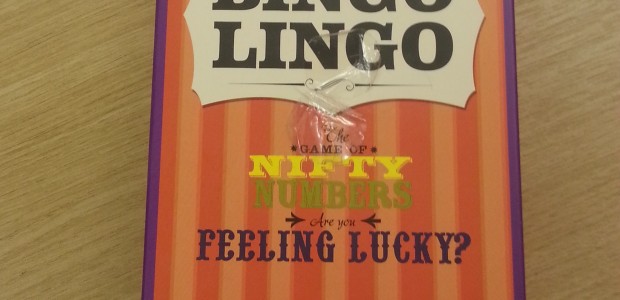 BINGO
LINGO
The
GAME OF
NIFTY
NUMBERS
Are you
FEELING LUCKY?